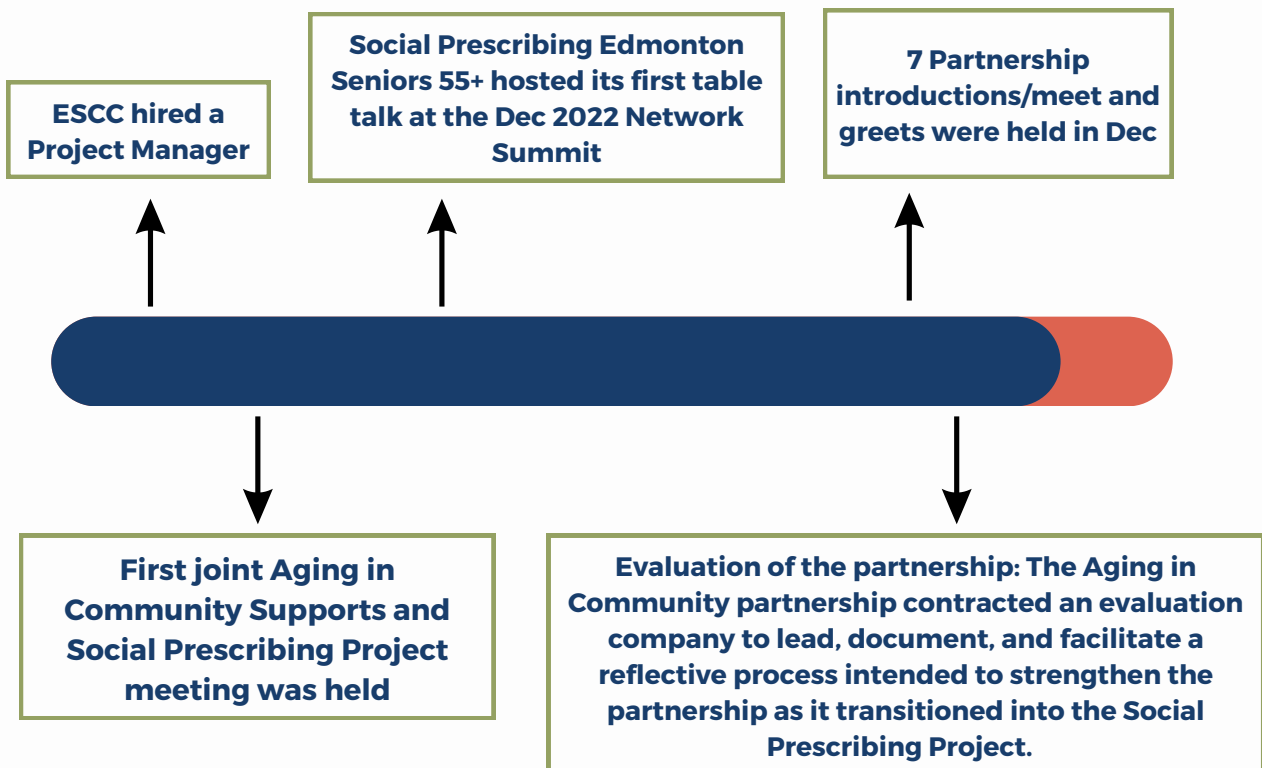 ESCC hired a
Project Manager
Social Prescribing Edmonton
Seniors 55+ hosted its first table
talk at the Dec 2022 Network
Summit
7 Partnership
introductions/meet and
greets were held in Dec
First joint Aging in
Community Supports and
Social Prescribing Project
meeting was held
Evaluation of the partnership: The Aging in
Community partnership contracted an evaluation
company to lead, document, and facilitate a
reflective process intended to strengthen the
partnership as it transitioned into the Social
Prescribing Project.